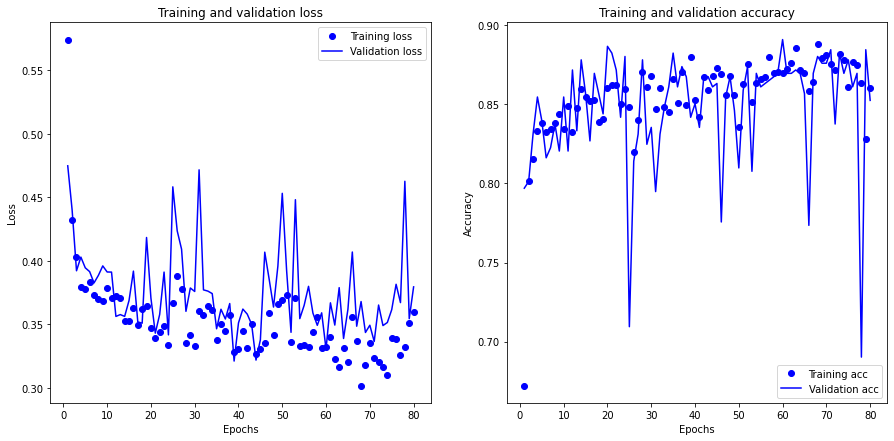 Training and validation loss
Training loss
Validation loss
0.55
0.50
0.45
0.40
0.35
0.30
Loss
0 10 20 30 40 50 60 70 80
Epochs
Training and validation accuracy
0.90
0.85
0.80
0.75
0.70
Accuracy
Training acc
Validation acc
0 10 20 30 40 50 60 70 80
Epochs